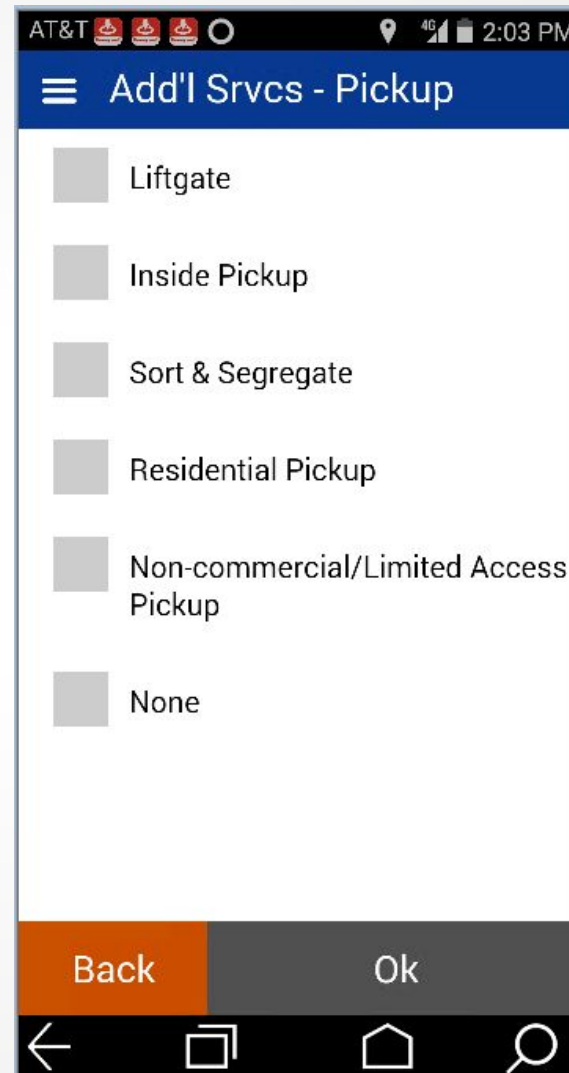 AT&T 4G 2:03 PM
Add'l Srvcs - Pickup
Liftgate
Inside Pickup
Sort & Segregate
Residential Pickup
Non-commercial/Limited Access
Pickup
None
Back Ok